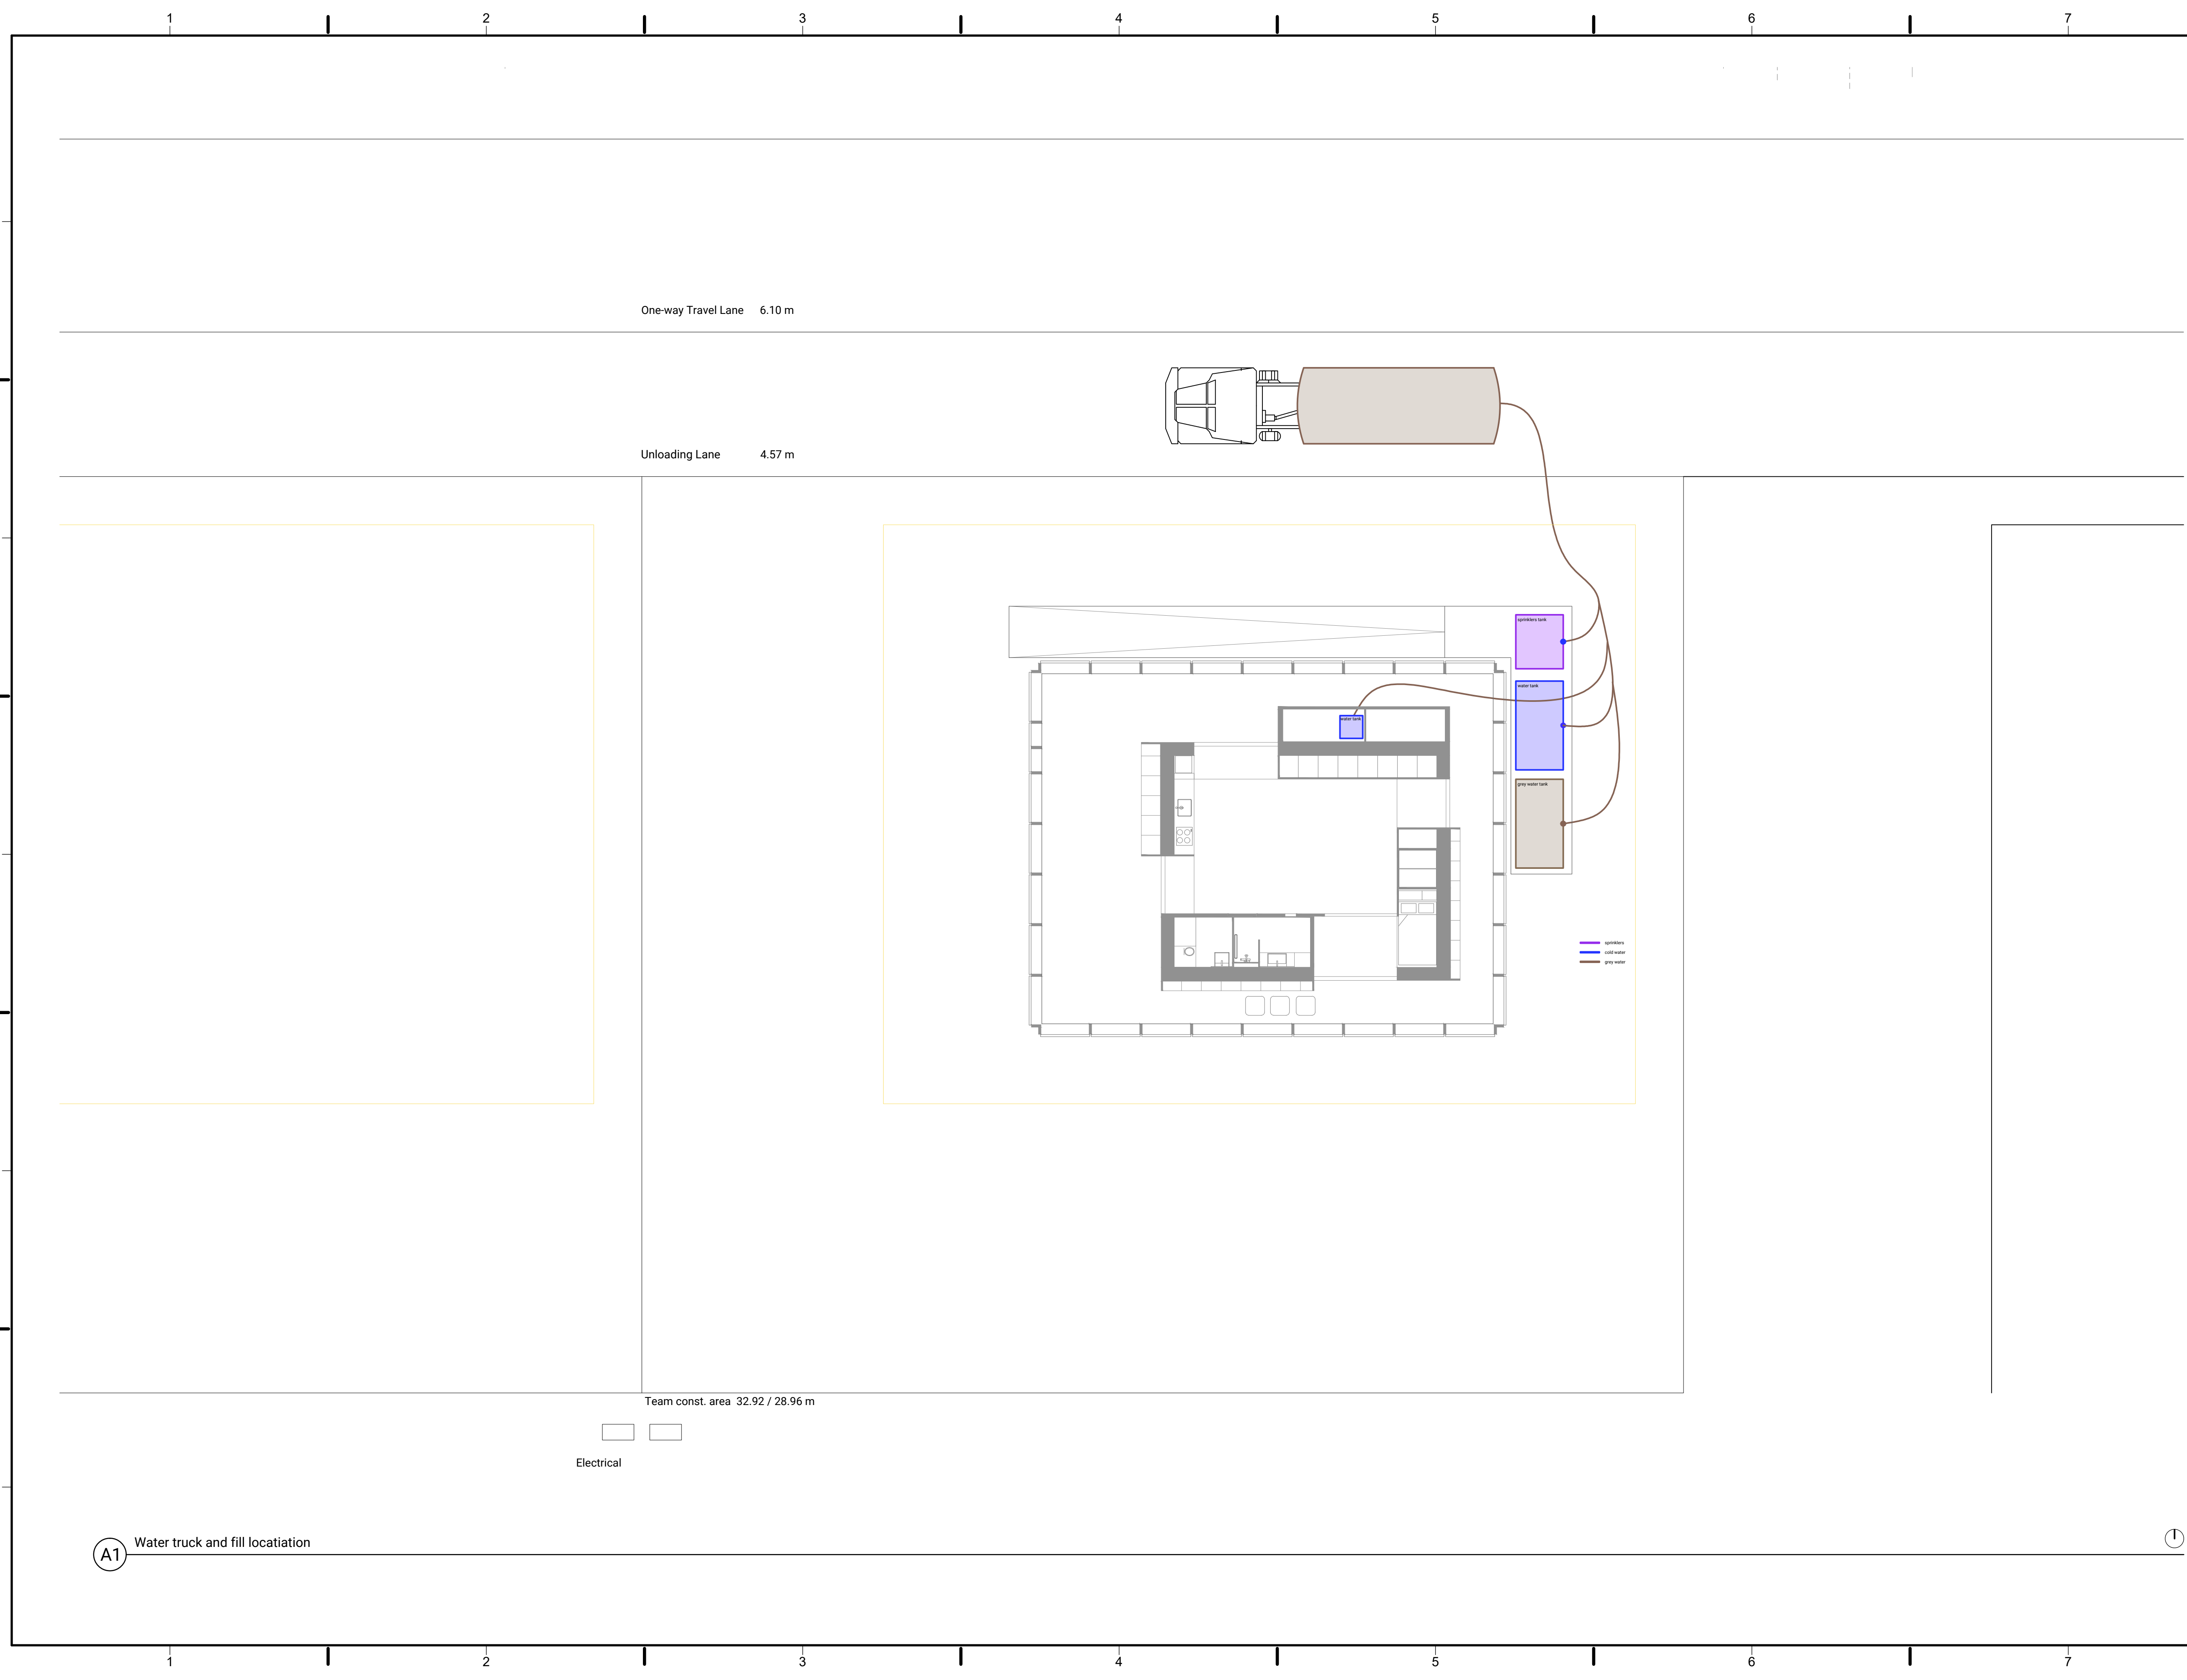 1 2 3 4 5 6 7
One-way Travel Lane 6.10 m
Unloading Lane 4.57 m
sprinklers tank
water tank
water tank
grey water tank
sprinklers
cold water
grey water
Team const. area 32.92 / 28.96 m
Electrical
A1 Water truck and fill locatiation
1 2 3 4 5 6 7